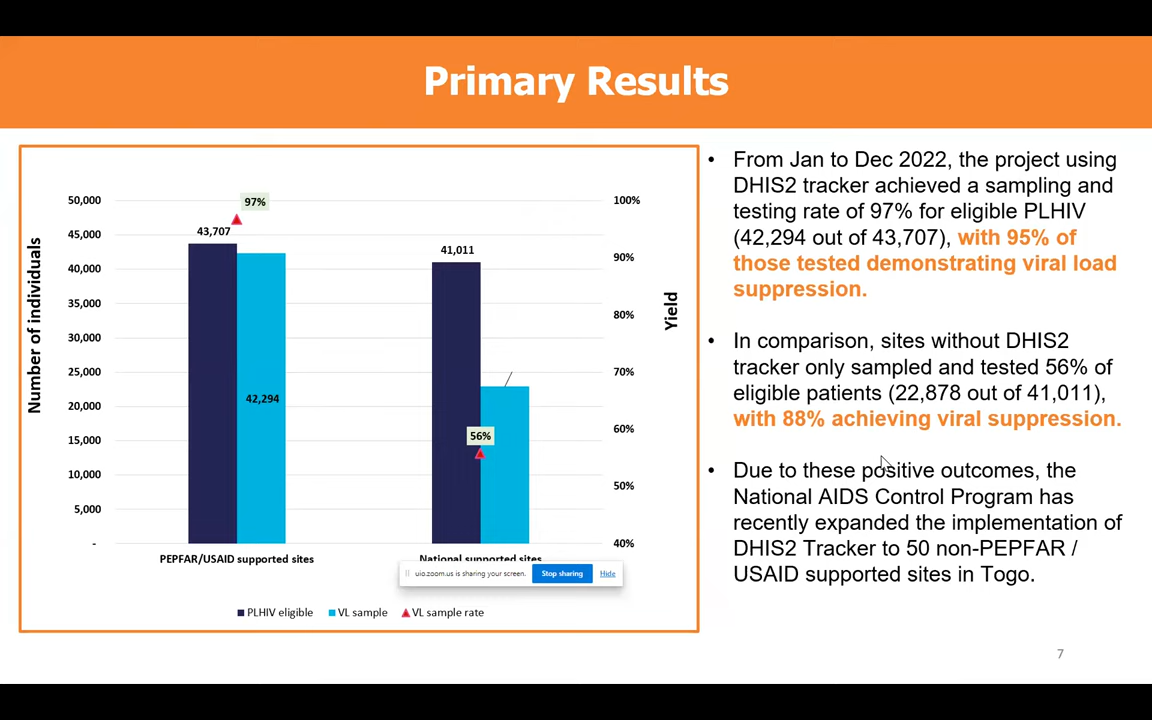 Primary Results
50,000
45,000
40,000
35,000
30,000
25,000
20,000
15,000
10,000
5,000
-
Number of individuals
97%
43,707
42,294
41,011
56%
100%
90%
80%
70%
60%
50%
40%
Yield
PEPFAR/USAID supported sites
National supported sites
uio.zoom.us is sharing your screen. Stop sharing Hide
PLHIV eligible VL sample VL sample rate
• From Jan to Dec 2022, the project using
DHIS2 tracker achieved a sampling and
testing rate of 97% for eligible PLHIV
(42,294 out of 43,707), with 95% of
those tested demonstrating viral load
suppression.
• In comparison, sites without DHIS2
tracker only sampled and tested 56% of
eligible patients (22,878 out of 41,011),
with 88% achieving viral suppression.
• Due to these positive outcomes, the
National AIDS Control Program has
recently expanded the implementation of
DHIS2 Tracker to 50 non-PEPFAR /
USAID supported sites in Togo.
7